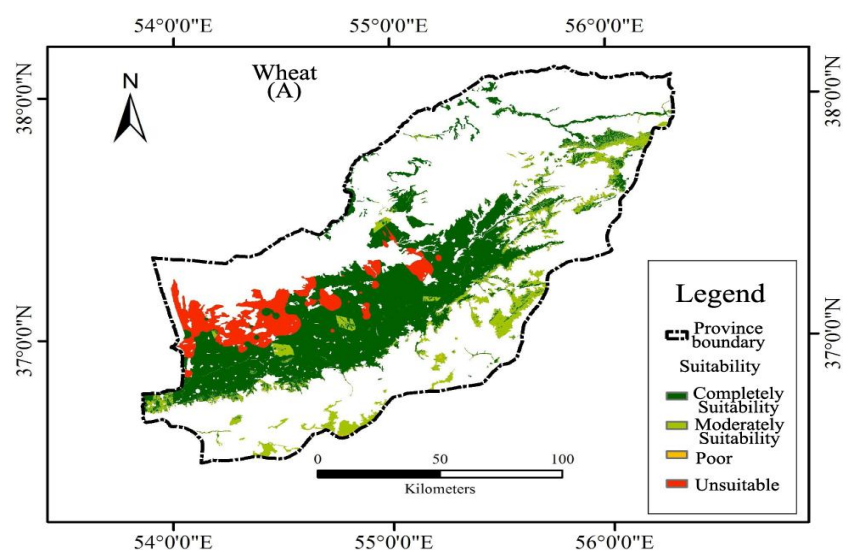 54°0'0"E 55°0'0"E 56°0'0"E
Wheat
(A)
N
38°0'0"N
38°0'0"N
37°0'0"N
37°0'0"N
Legend
Province
boundary
Suitability
Completely
Suitability
Moderately
Suitability
Poor
Unsuitable
0 50 100
Kilometers
54°0'0"E 55°0'0"E 56°0'0"E